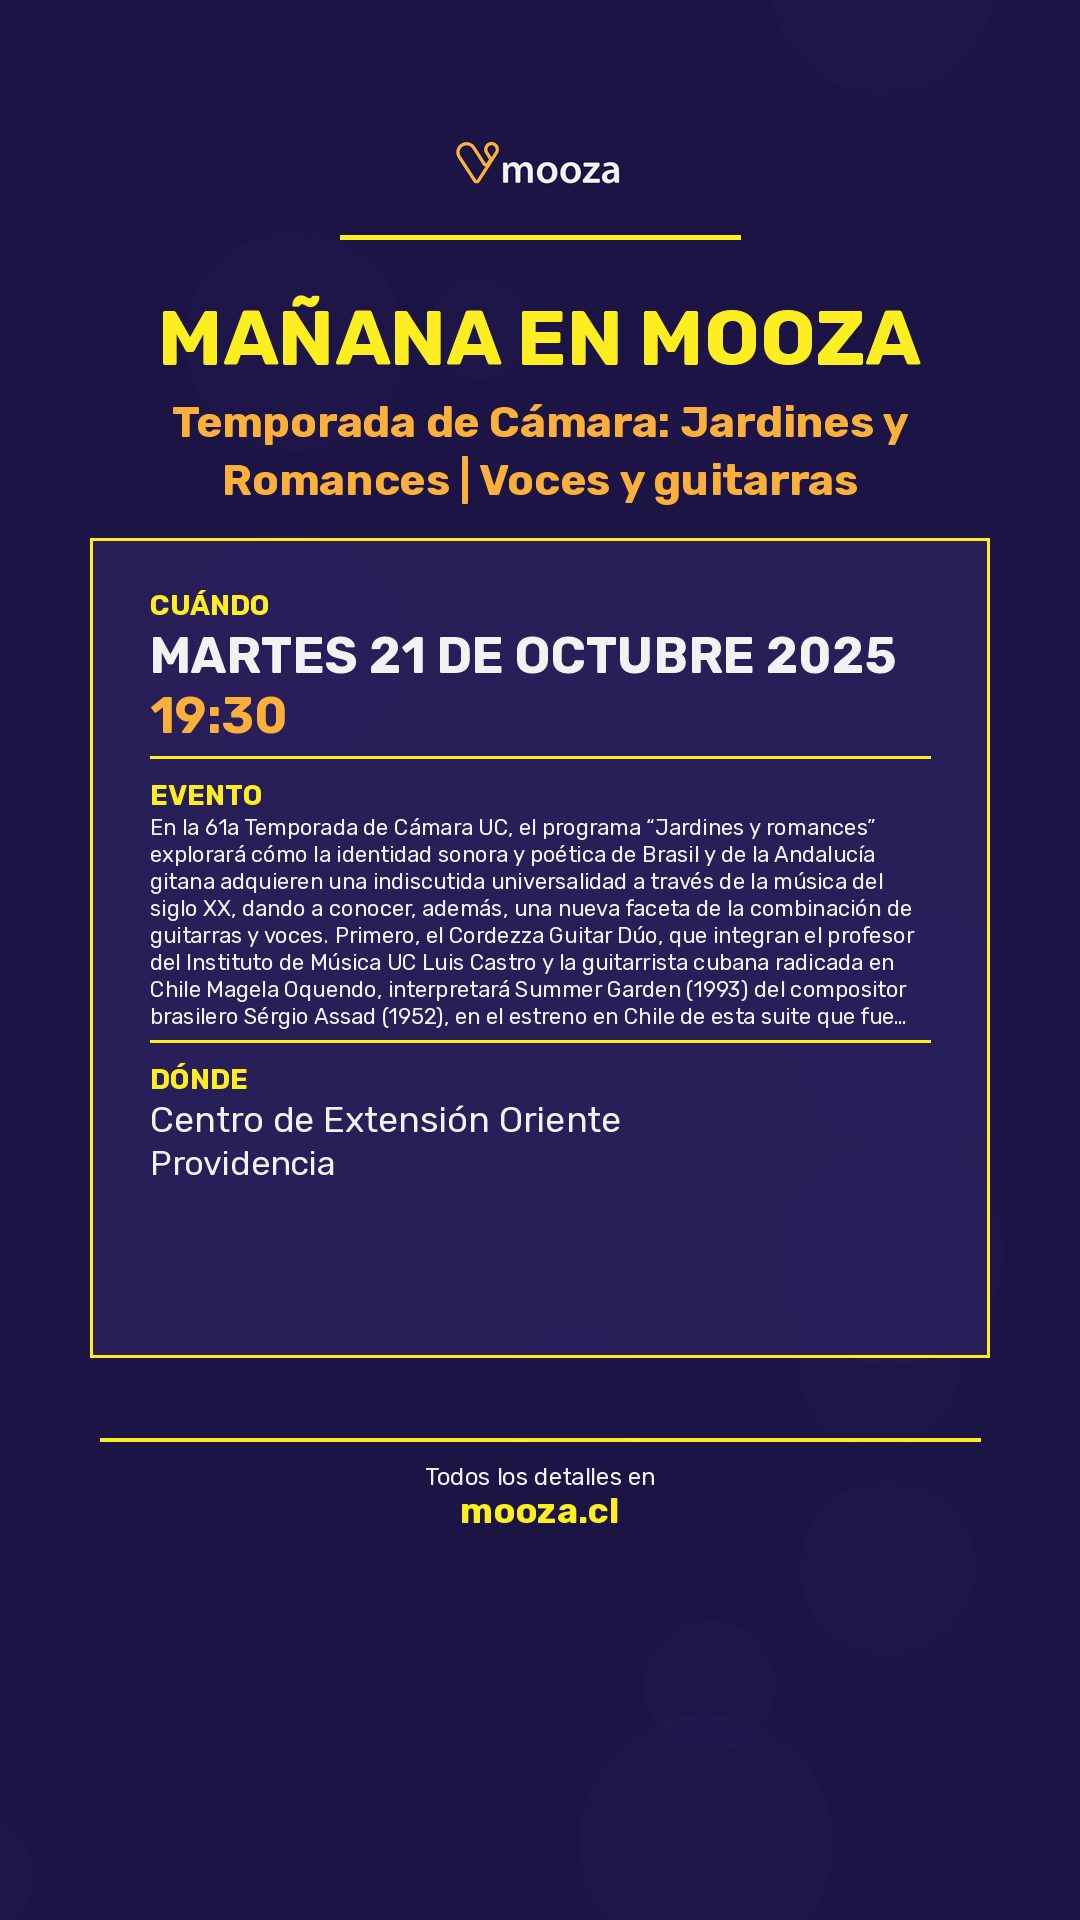 mooza
MAÑANA EN MOOZA
Temporada de Cámara: Jardines y
Romances | Voces y guitarras
CUÁNDO
MARTES 21 DE OCTUBRE 2025
19:30
EVENTO
En la 61a Temporada de Cámara UC, el programa “Jardines y romances”
explorará cómo la identidad sonora y poética de Brasil y de la Andalucía
gitana adquieren una indiscutida universalidad a través de la música del
siglo XX, dando a conocer, además, una nueva faceta de la combinación de
guitarras y voces. Primero, el Cordezza Guitar Dúo, que integran el profesor
del Instituto de Música UC Luis Castro y la guitarrista cubana radicada en
Chile Magela Oquendo, interpretará Summer Garden (1993) del compositor
brasilero Sérgio Assad (1952), en el estreno en Chile de esta suite que fue...
DÓNDE
Centro de Extensión Oriente
Providencia
Todos los detalles en
mooza.cl